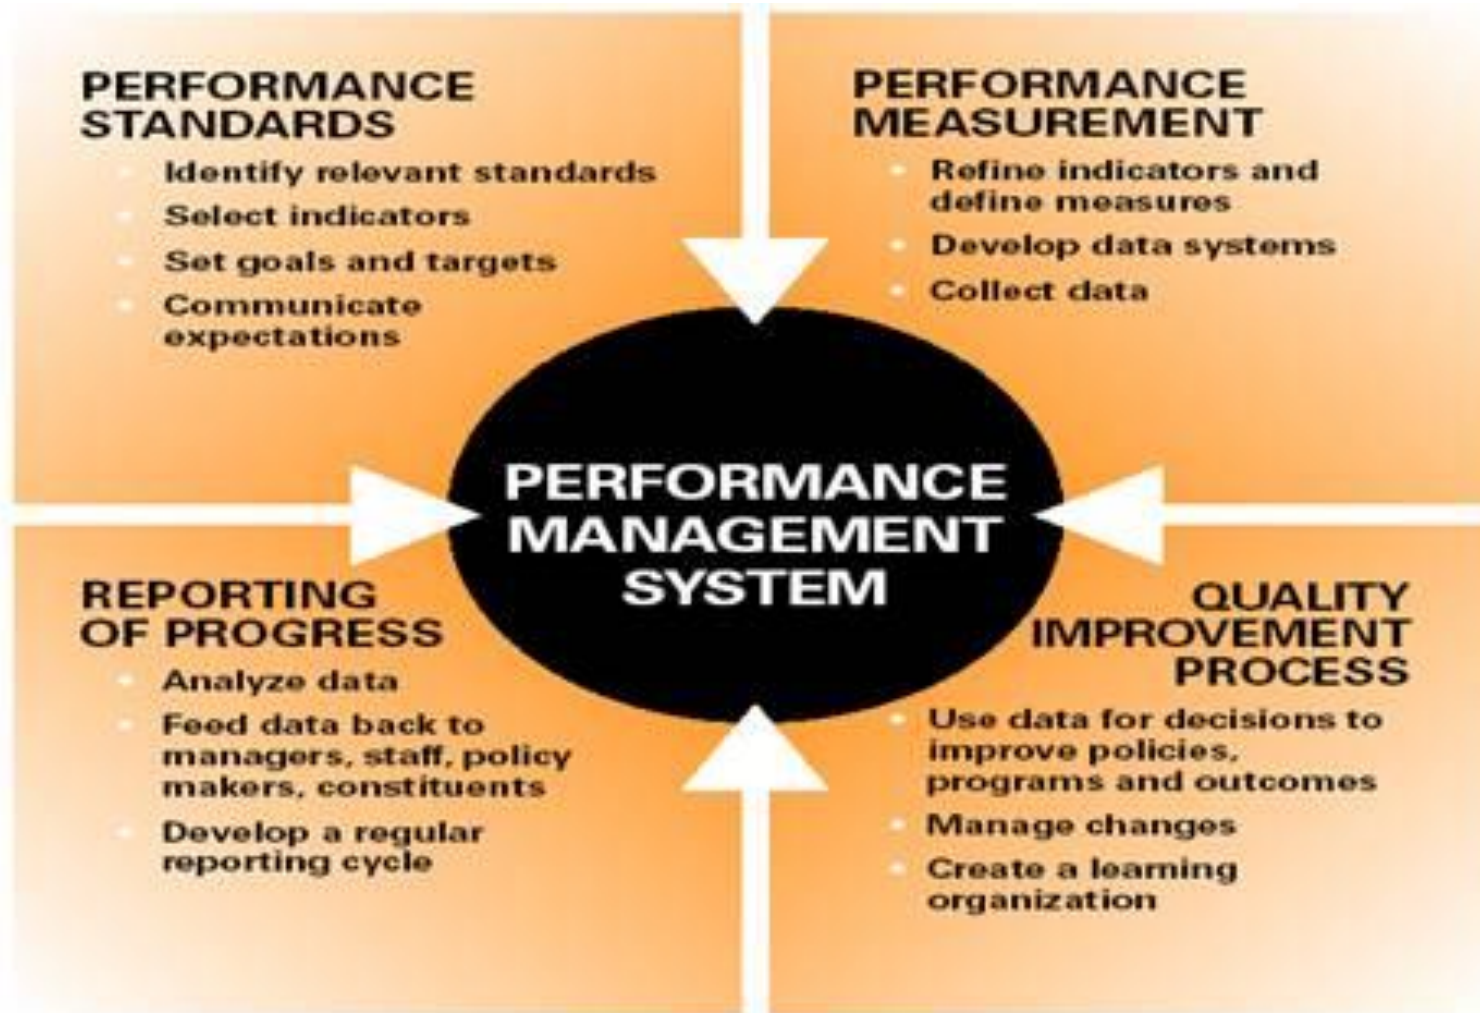 PERFORMANCE
STANDARDS
Identify relevant standards
Select indicators
Set goals and targets
Communicate
expectations
PERFORMANCE
MEASUREMENT
Refine indicators and
define measures
Develop data systems
Collect data
PERFORMANCE
MANAGEMENT
SYSTEM
REPORTING
OF PROGRESS
Analyze data
Feed data back to
managers, staff, policy
makers, constituents
Develop a regular
reporting cycle
QUALITY
IMPROVEMENT
PROCESS
Use data for decisions to
improve policies,
programs and outcomes
Manage changes
Create a learning
organization